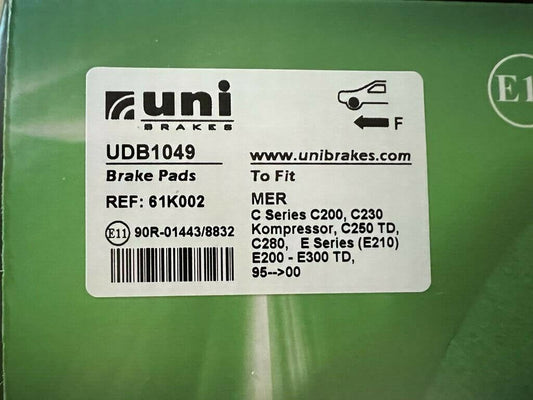 uni
BRAKES
UDB1049
Brake Pads
REF: 61K002
E11 90R-01443/8832
F
www.unibrakes.com
To Fit
MER
C Series C200, C230
Kompressor, C250 TD,
C280, E Series (E210)
E200 - E300 TD,
95-->00